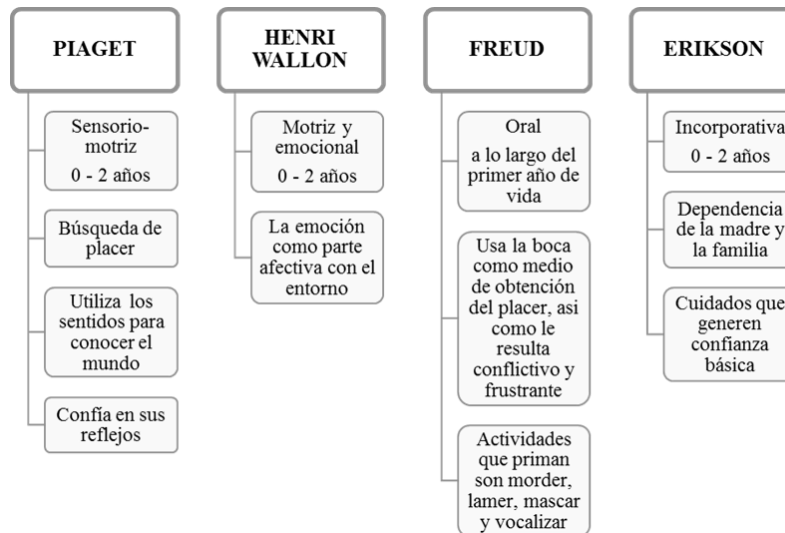 PIAGET
Sensorio-
motriz
0 - 2 años
Búsqueda de
placer
Utiliza los
sentidos para
conocer el
mundo
Confía en sus
reflejos
HENRI
WALLON
Motriz y
emocional
0 - 2 años
La emoción
como parte
afectiva con el
entorno
FREUD
Oral
a lo largo del
primer año de
vida
Usa la boca
como medio
de obtención
del placer, asi
como le
resulta
conflictivo y
frustrante
Actividades
que priman
son morder,
lamer, mascar
y vocalizar
ERIKSON
Incorporativa
0 - 2 años
Dependencia
de la madre y
la familia
Cuidados que
generen
confianza
básica